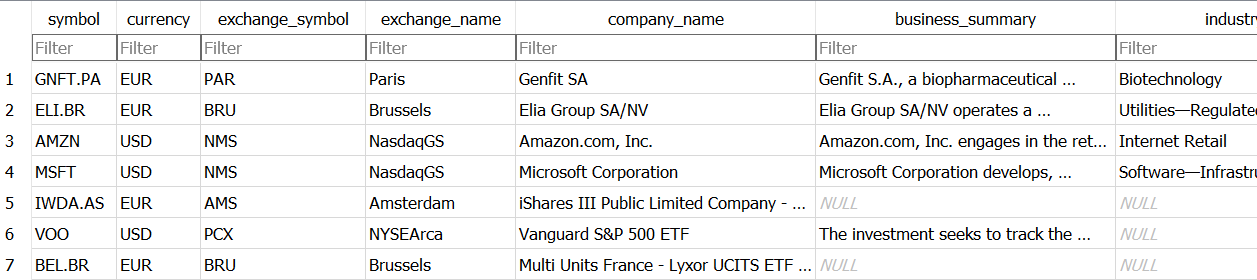 symbol currency exchange_symbol exchange_name company_name business_summary industry
Filter Filter Filter Filter Filter Filter Filter
1 GNFT.PA EUR PAR Paris Genfit SA Genfit S.A., a biopharmaceutical ... Biotechnology
2 ELI.BR EUR BRU Brussels Elia Group SA/NV Elia Group SA/NV operates a ... Utilities—Regulated
3 AMZN USD NMS NasdaqGS Amazon.com, Inc. Amazon.com, Inc. engages in the ret... Internet Retail
4 MSFT USD NMS NasdaqGS Microsoft Corporation Microsoft Corporation develops, ... Software—Infrastru
5 IWDA.AS EUR AMS Amsterdam iShares III Public Limited Company - ... NULL NULL
6 VOO USD PCX NYSEArca Vanguard S&P 500 ETF The investment seeks to track the ... NULL
7 BEL.BR EUR BRU Brussels Multi Units France - Lyxor UCITS ETF ... NULL NULL